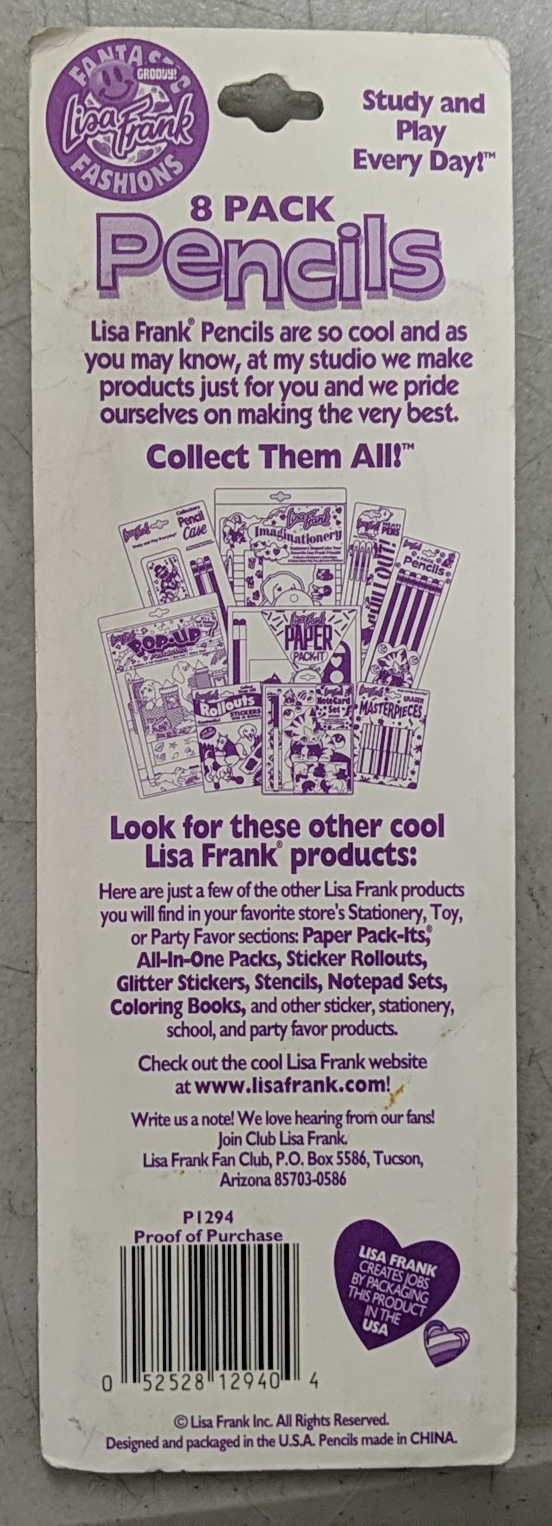 FANTASTIC
GROOVY!
Lisa Frank
FASHIONS
Study and
Play
Every Day!™
8 PACK
Pencils
Lisa Frank® Pencils are so cool and as
you may know, at my studio we make
products just for you and we pride
ourselves on making the very best.
Collect Them All!™
Pencil
Case
Lisa Frank
Imaginationery
PENS
Pencils
POP-UP
PAPER
PACK-IT
Rollouts
STICKERS
NoteCard
Set
ERASER
MASTERPIECES
Look for these other cool
Lisa Frank® products:
Here are just a few of the other Lisa Frank products
you will find in your favorite store's Stationery, Toy,
or Party Favor sections: Paper Pack-Its,®
All-In-One Packs, Sticker Rollouts,
Glitter Stickers, Stencils, Notepad Sets,
Coloring Books, and other sticker, stationery,
school, and party favor products.
Check out the cool Lisa Frank website
at www.lisafrank.com!
Write us a note! We love hearing from our fans!
Join Club Lisa Frank.
Lisa Frank Fan Club, P.O. Box 5586, Tucson,
Arizona 85703-0586
P1294
Proof of Purchase
0 52528 12940 4
LISA FRANK
CREATES JOBS
BY PACKAGING
THIS PRODUCT
IN THE
USA
© Lisa Frank Inc. All Rights Reserved.
Designed and packaged in the U.S.A. Pencils made in CHINA.